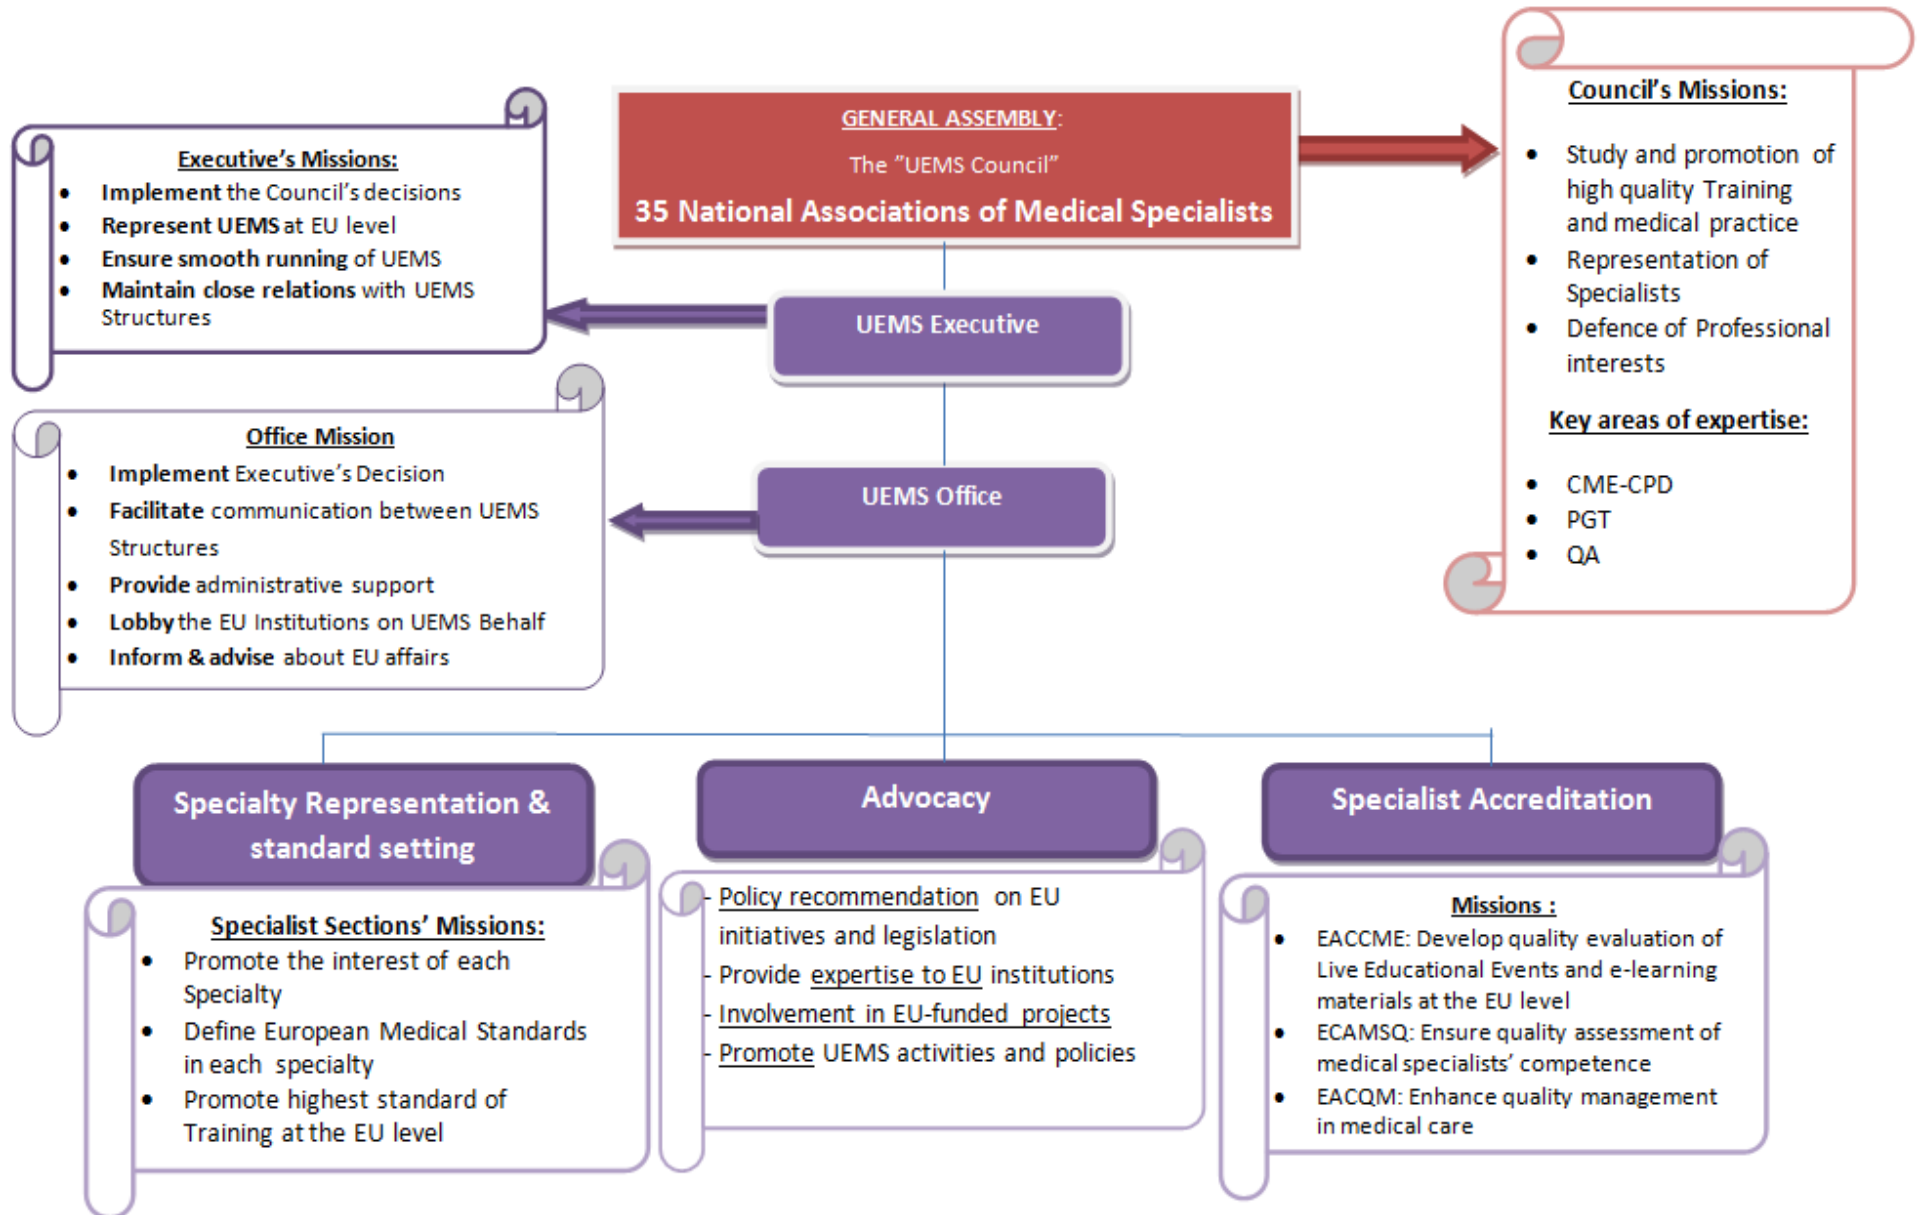 GENERAL ASSEMBLY:
The ”UEMS Council”
35 National Associations of Medical Specialists
Council’s Missions:
• Study and promotion of
high quality Training
and medical practice
• Representation of
Specialists
• Defence of Professional
interests
Key areas of expertise:
• CME-CPD
• PGT
• QA
Executive’s Missions:
• Implement the Council’s decisions
• Represent UEMS at EU level
• Ensure smooth running of UEMS
• Maintain close relations with UEMS
Structures
UEMS Executive
Office Mission
• Implement Executive’s Decision
• Facilitate communication between UEMS
Structures
• Provide administrative support
• Lobby the EU Institutions on UEMS Behalf
• Inform & advise about EU affairs
UEMS Office
Specialty Representation &
standard setting
Specialist Sections’ Missions:
• Promote the interest of each
Specialty
• Define European Medical Standards
in each specialty
• Promote highest standard of
Training at the EU level
Advocacy
- Policy recommendation on EU
initiatives and legislation
- Provide expertise to EU institutions
- Involvement in EU-funded projects
- Promote UEMS activities and policies
Specialist Accreditation
Missions :
• EACCME: Develop quality evaluation of
Live Educational Events and e-learning
materials at the EU level
• ECAMSQ: Ensure quality assessment of
medical specialists’ competence
• EACQM: Enhance quality management
in medical care